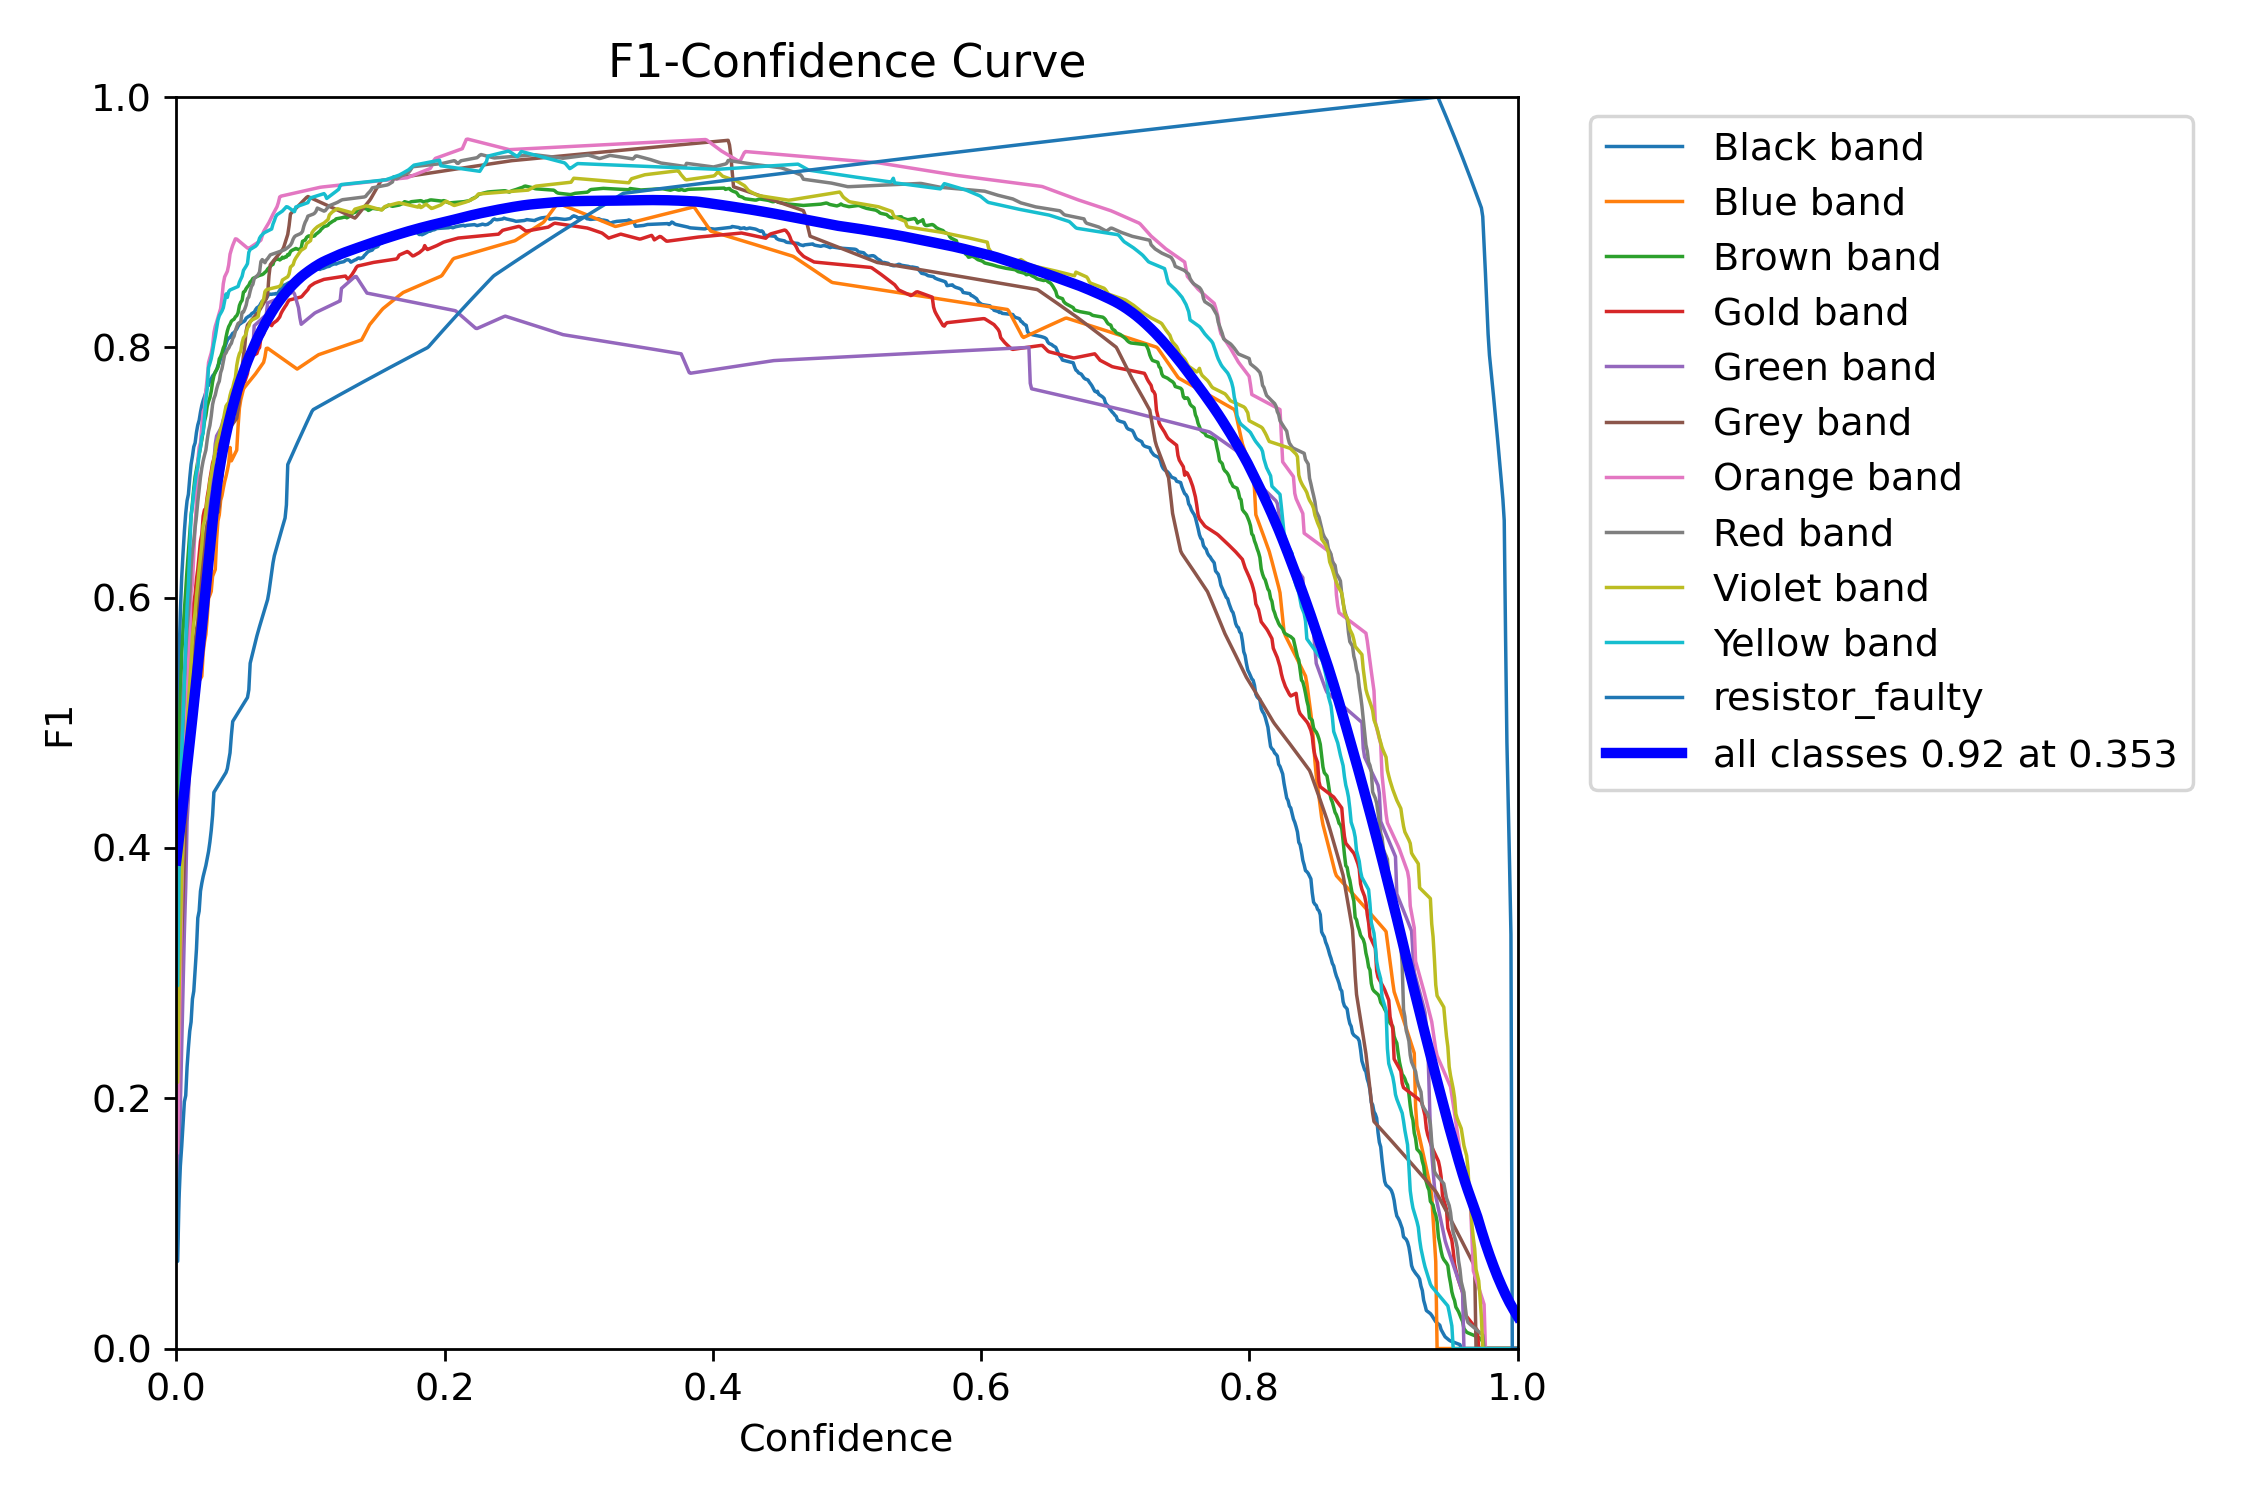 F1-Confidence Curve
1.0
0.8
0.6
0.4
0.2
0.0
F1
0.0 0.2 0.4 0.6 0.8 1.0
Confidence
Black band
Blue band
Brown band
Gold band
Green band
Grey band
Orange band
Red band
Violet band
Yellow band
resistor_faulty
all classes 0.92 at 0.353